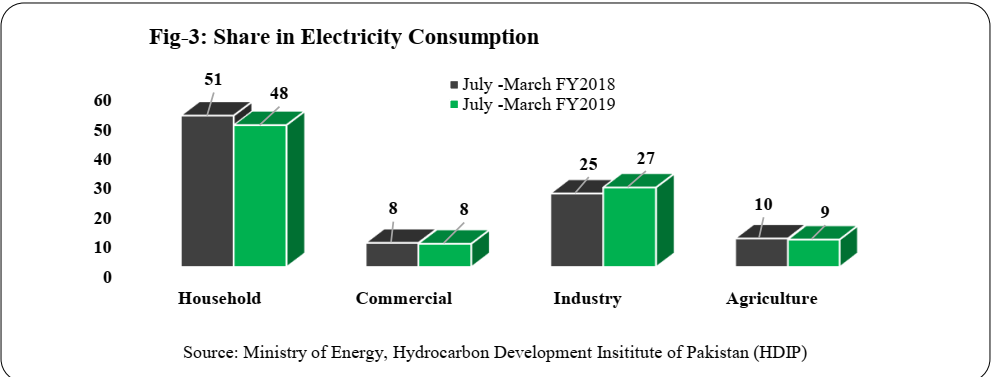 Fig-3: Share in Electricity Consumption
July -March FY2018
July -March FY2019
60
50
40
30
20
10
0
51
48
8
8
25
27
10
9
Household
Commercial
Industry
Agriculture
Source: Ministry of Energy, Hydrocarbon Development Insititute of Pakistan (HDIP)